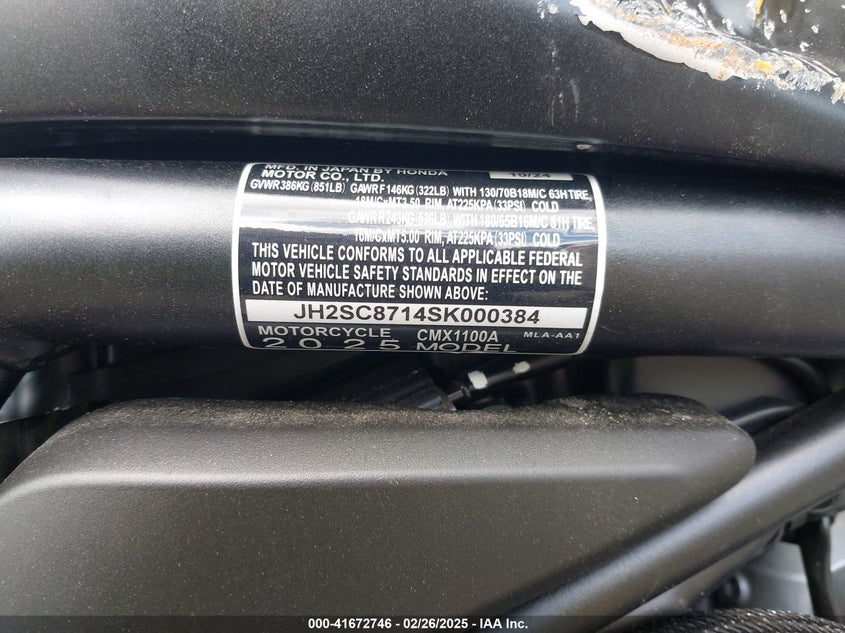 MFD. IN JAPAN BY HONDA 10/24
MOTOR CO., LTD.
GVWR386KG (851LB) GAWR F146KG (322LB) WITH 130/70B18M/C 63H TIRE,
18M/CxMT3.50 RIM, AT225KPA (33PSI) COLD
GAWR R243KG (536LB) WITH 180/65B16M/C 81H TIRE,
16M/CxMT5.00 RIM, AT225KPA (33PSI) COLD
THIS VEHICLE CONFORMS TO ALL APPLICABLE FEDERAL
MOTOR VEHICLE SAFETY STANDARDS IN EFFECT ON THE
DATE OF MANUFACTURE SHOWN ABOVE:
JH2SC8714SK000384
MOTORCYCLE CMX1100A MLA-AA1
2025 MODEL
000-41672746 - 02/26/2025 - IAA Inc.